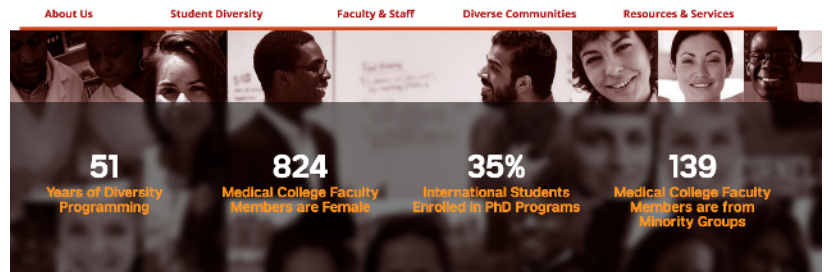 About Us Student Diversity Faculty & Staff Diverse Communities Resources & Services
51 824 35% 139
Years of Diversity Medical College Faculty International Students Medical College Faculty
Programming Members are Female Enrolled in PhD Programs Members are from
Minority Groups